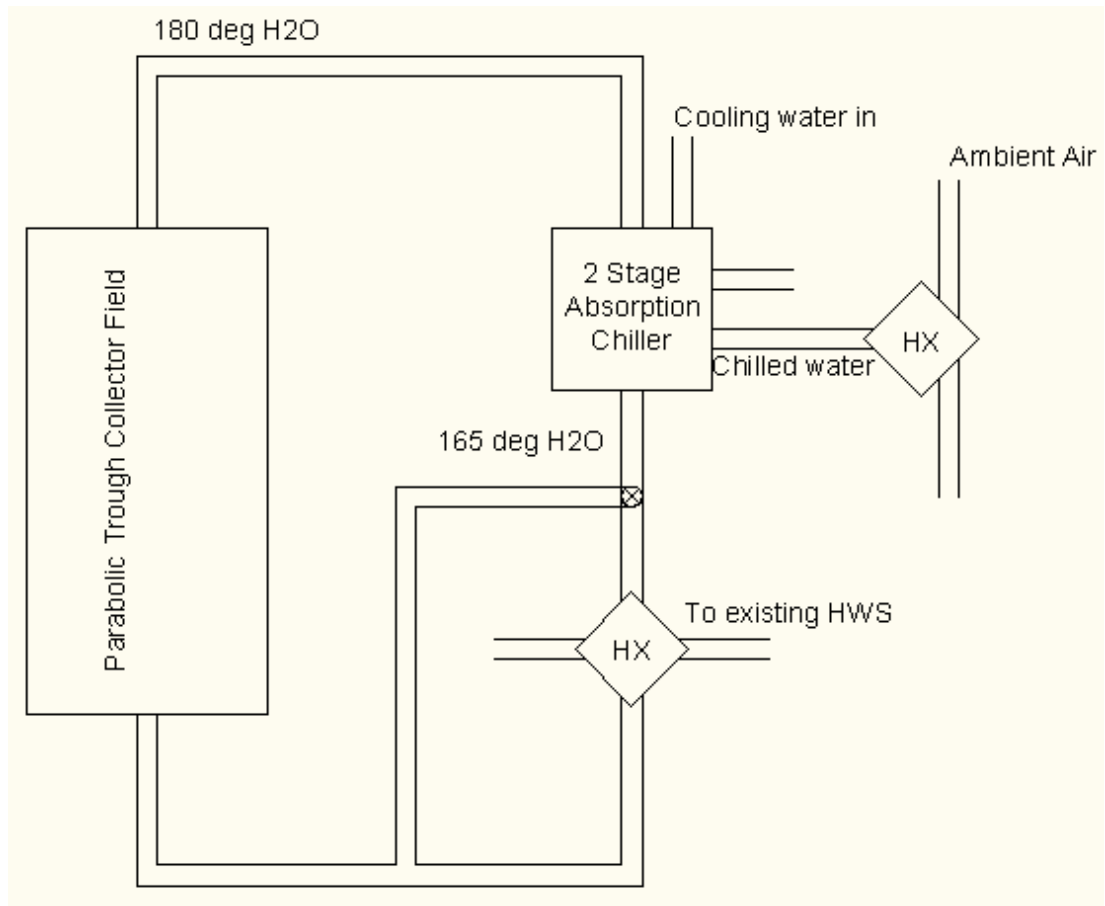 180 deg H2O
Cooling water in
Ambient Air
Parabolic Trough Collector Field
2 Stage
Absorption
Chiller
HX
Chilled water
165 deg H2O
To existing HWS
HX